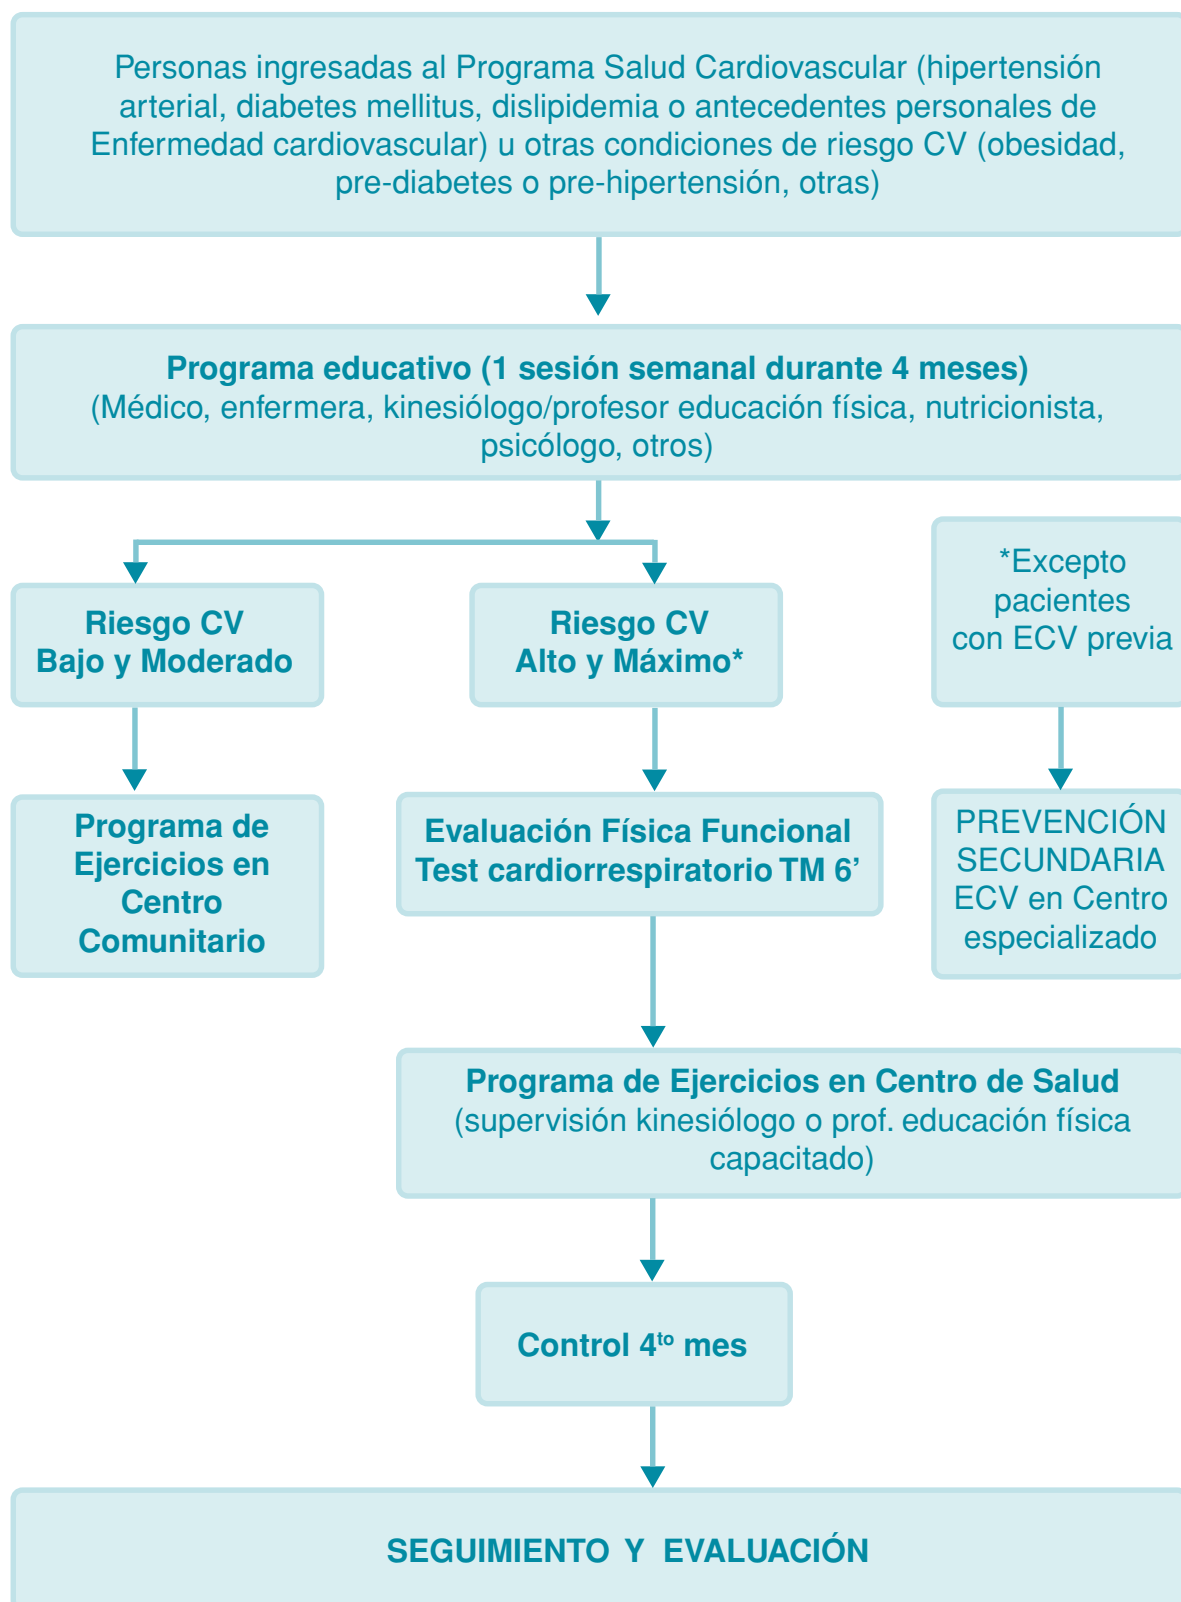 Personas ingresadas al Programa Salud Cardiovascular (hipertensión
arterial, diabetes mellitus, dislipidemia o antecedentes personales de
Enfermedad cardiovascular) u otras condiciones de riesgo CV (obesidad,
pre-diabetes o pre-hipertensión, otras)
Programa educativo (1 sesión semanal durante 4 meses)
(Médico, enfermera, kinesiólogo/profesor educación física, nutricionista,
psicólogo, otros)
Riesgo CV
Bajo y Moderado
Riesgo CV
Alto y Máximo*
*Excepto
pacientes
con ECV previa
Programa de
Ejercicios en
Centro
Comunitario
Evaluación Física Funcional
Test cardiorrespiratorio TM 6’
PREVENCIÓN
SECUNDARIA
ECV en Centro
especializado
Programa de Ejercicios en Centro de Salud
(supervisión kinesiólogo o prof. educación física
capacitado)
Control 4to mes
SEGUIMIENTO Y EVALUACIÓN